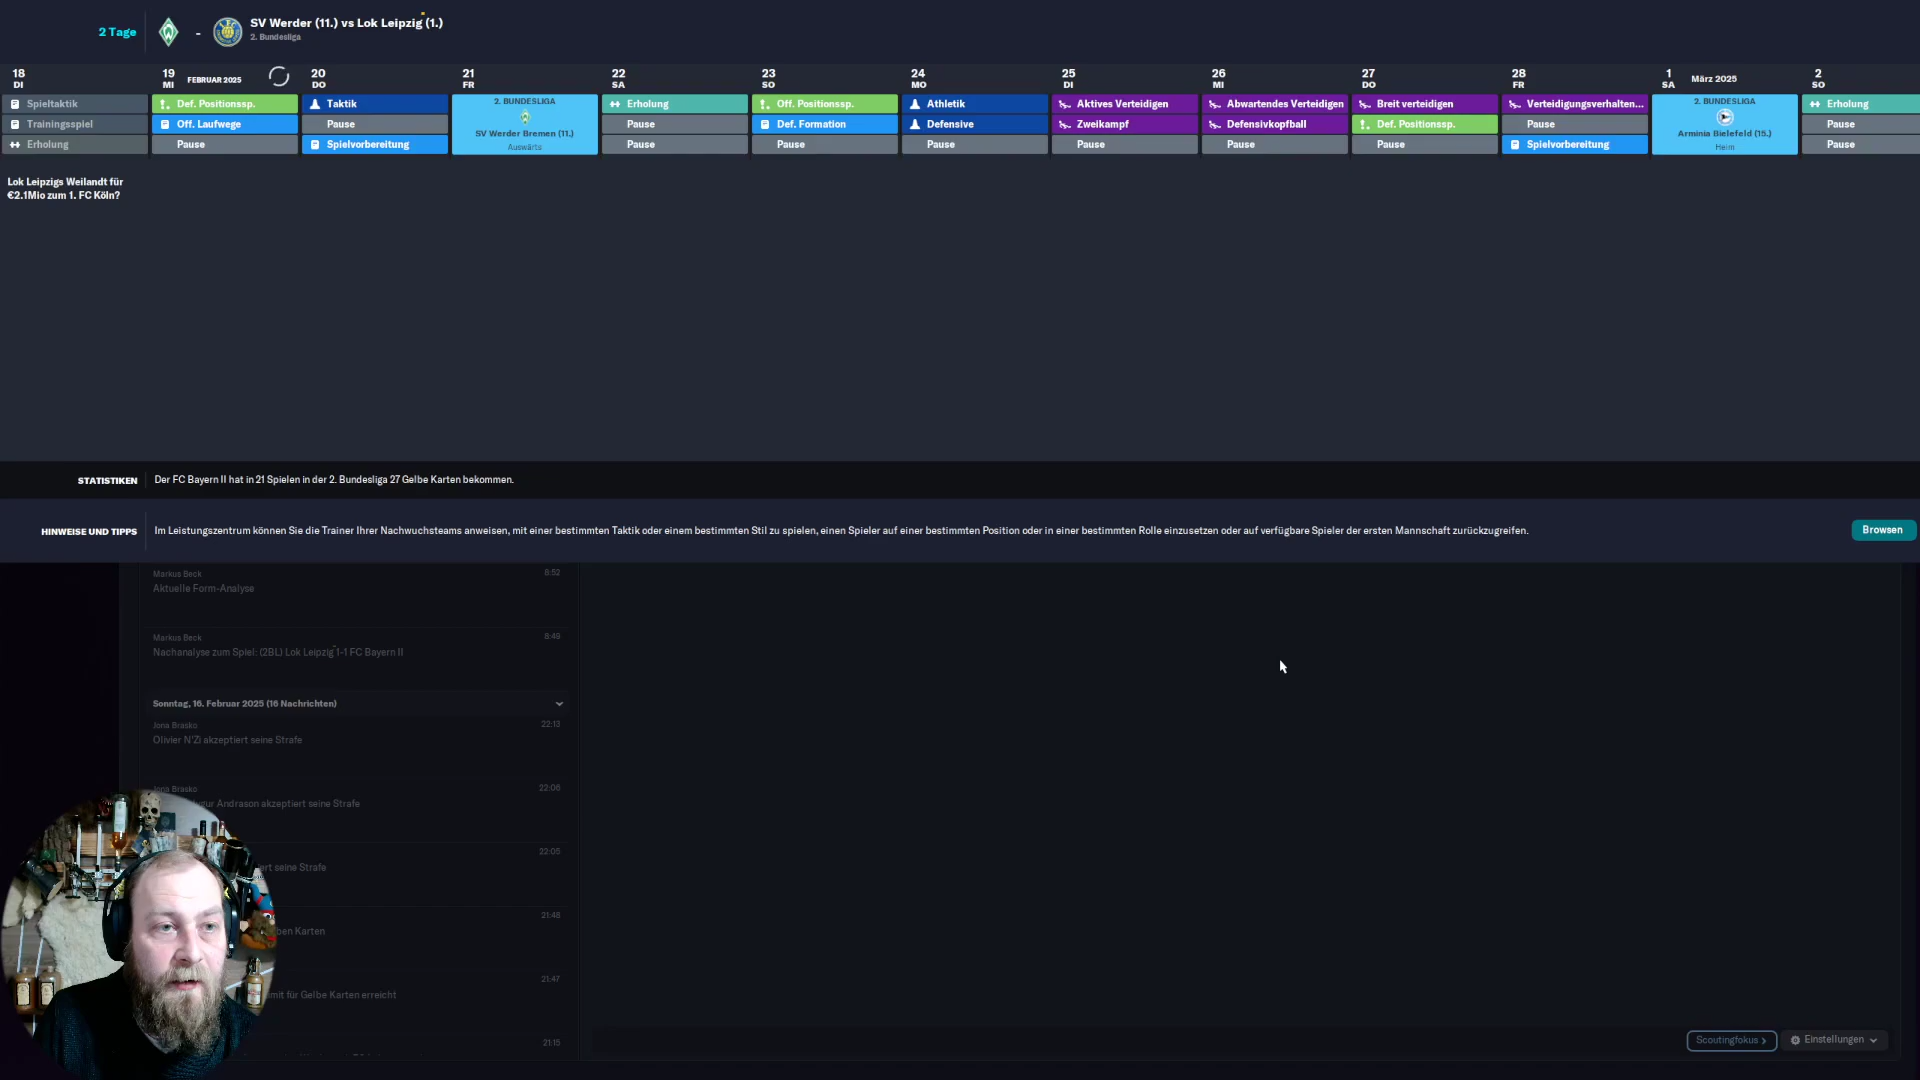 2 Tage
SV Werder (11.) vs Lok Leipzig (1.)
2. Bundesliga
18 DI
Spieltaktik
Trainingsspiel
Erholung
19 MI
FEBRUAR 2025
Def. Positionssp.
Off. Laufwege
Pause
20 DO
Taktik
Pause
Spielvorbereitung
21 FR
2. BUNDESLIGA
SV Werder Bremen (11.)
Auswärts
22 SA
Erholung
Pause
Pause
23 SO
Off. Positionssp.
Def. Formation
Pause
24 MO
Athletik
Defensive
Pause
25 DI
Aktives Verteidigen
Zweikampf
Pause
26 MI
Abwartendes Verteidigen
Defensivkopfball
Pause
27 DO
Breit verteidigen
Def. Positionssp.
Pause
28 FR
Verteidigungsverhalten...
Pause
Spielvorbereitung
1 SA
März 2025
2. BUNDESLIGA
Arminia Bielefeld (15.)
Heim
2 SO
Erholung
Pause
Pause
Lok Leipzigs Weilandt für
€2.1Mio zum 1. FC Köln?
STATISTIKEN
Der FC Bayern II hat in 21 Spielen in der 2. Bundesliga 27 Gelbe Karten bekommen.
HINWEISE UND TIPPS
Im Leistungszentrum können Sie die Trainer Ihrer Nachwuchsteams anweisen, mit einer bestimmten Taktik oder einem bestimmten Stil zu spielen, einen Spieler auf einer bestimmten Position oder in einer bestimmten Rolle einzusetzen oder auf verfügbare Spieler der ersten Mannschaft zurückzugreifen.
Browsen
Markus Beck 8:52
Aktuelle Form-Analyse
Markus Beck 8:49
Nachanalyse zum Spiel: (2BL) Lok Leipzig 1-1 FC Bayern II
Sonntag, 16. Februar 2025 (16 Nachrichten)
Jona Brasko 22:13
Olivier N'Zi akzeptiert seine Strafe
Jona Brasko 22:06
Andrason akzeptiert seine Strafe
22:05
seine Strafe
21:48
Karten
21:47
für Gelbe Karten erreicht
21:15
Scoutingfokus
Einstellungen